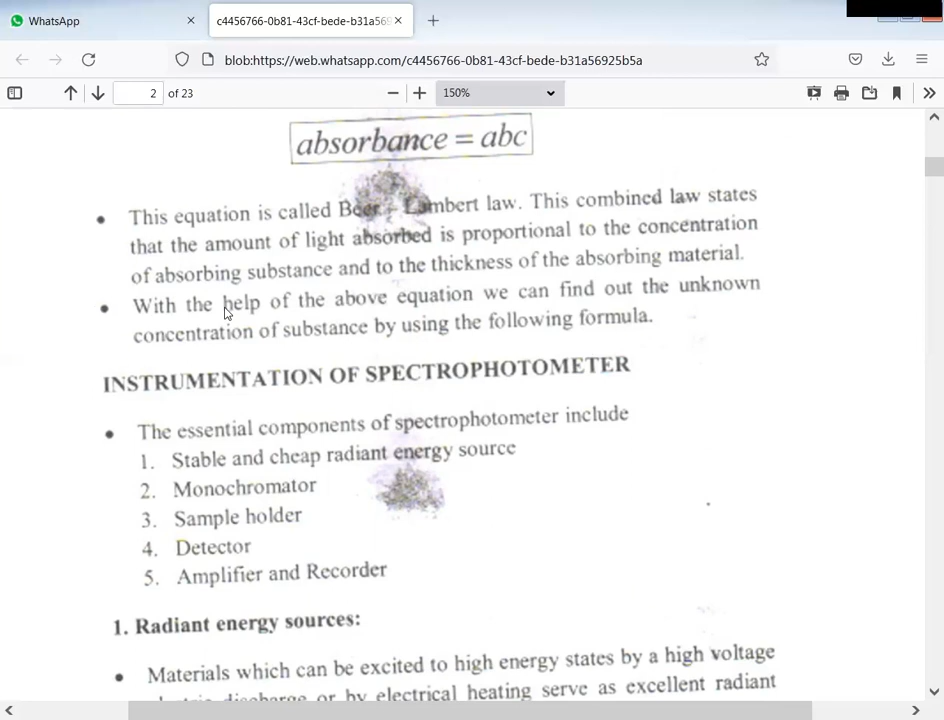 WhatsApp
c4456766-0b81-43cf-bede-b31a569
blob:https://web.whatsapp.com/c4456766-0b81-43cf-bede-b31a56925b5a
2 of 23
150%
absorbance = abc
This equation is called Beer – Lambert law. This combined law states
that the amount of light absorbed is proportional to the concentration
of absorbing substance and to the thickness of the absorbing material.
With the help of the above equation we can find out the unknown
concentration of substance by using the following formula.
INSTRUMENTATION OF SPECTROPHOTOMETER
The essential components of spectrophotometer include
1. Stable and cheap radiant energy source
2. Monochromator
3. Sample holder
4. Detector
5. Amplifier and Recorder
1. Radiant energy sources:
Materials which can be excited to high energy states by a high voltage
electric discharge or by electrical heating serve as excellent radiant